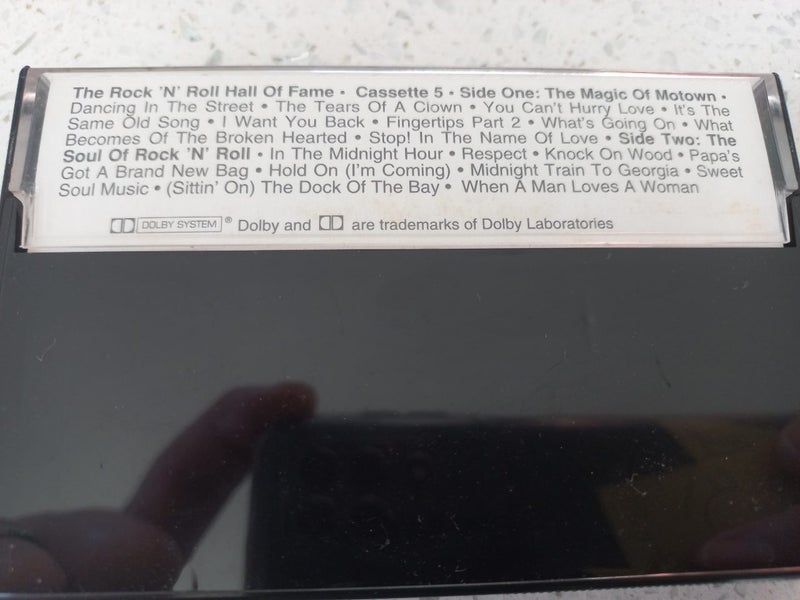 The Rock 'N' Roll Hall Of Fame • Cassette 5 • Side One: The Magic Of Motown •
Dancing In The Street • The Tears Of A Clown • You Can't Hurry Love • It's The
Same Old Song • I Want You Back • Fingertips Part 2 • What's Going On • What
Becomes Of The Broken Hearted • Stop! In The Name Of Love • Side Two: The
Soul Of Rock 'N' Roll • In The Midnight Hour • Respect • Knock On Wood • Papa's
Got A Brand New Bag • Hold On (I'm Coming) • Midnight Train To Georgia • Sweet
Soul Music • (Sittin' On) The Dock Of The Bay • When A Man Loves A Woman
DOLBY SYSTEM ® Dolby and are trademarks of Dolby Laboratories